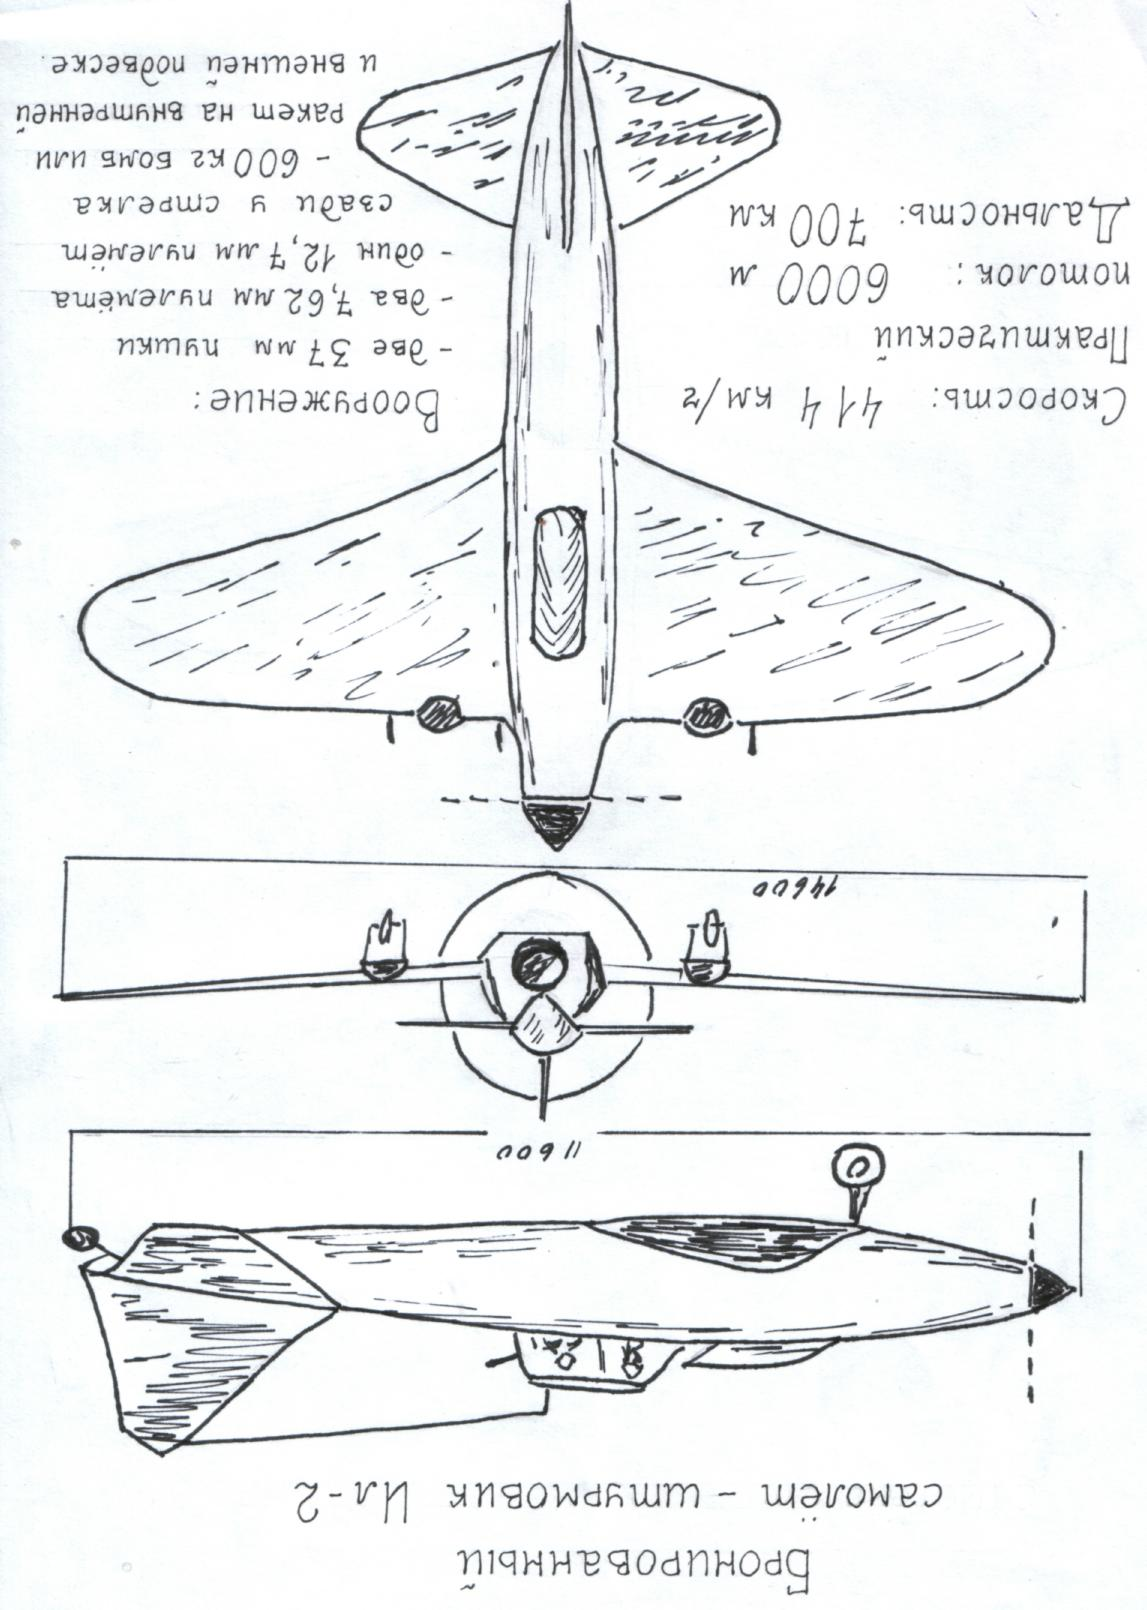 Бронированный
самолёт - штурмовик Ил-2
11600
14600
Скорость: 414 км/г
Практический
потолок: 6000 м
Дальность: 700 км
Вооружение:
- две 37 мм пушки
- два 7,62 мм пулемёта
- один 12,7 мм пулемёт
сзади у стрелка
- 600 кг бомб или
ракет на внутренней
и внешней подвеске.